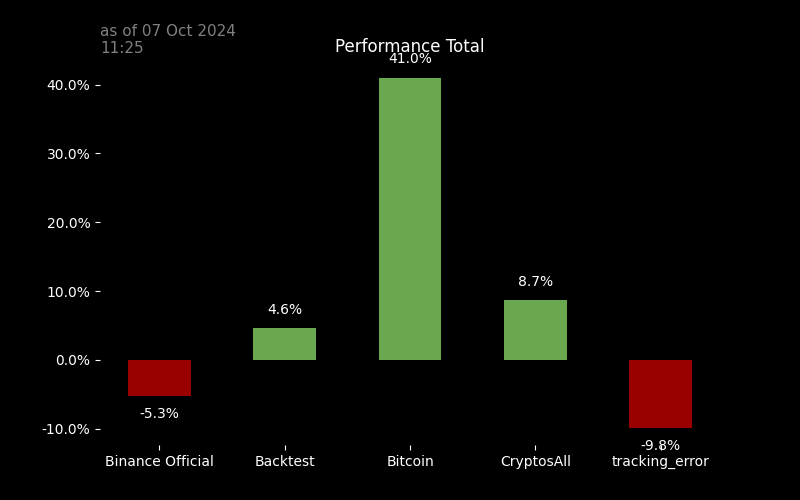 as of 07 Oct 2024
11:25
Performance Total
41.0%
40.0%
30.0%
20.0%
10.0%
8.7%
4.6%
0.0%
-5.3%
-10.0%
-9.8%
Binance Official
Backtest
Bitcoin
CryptosAll
tracking_error